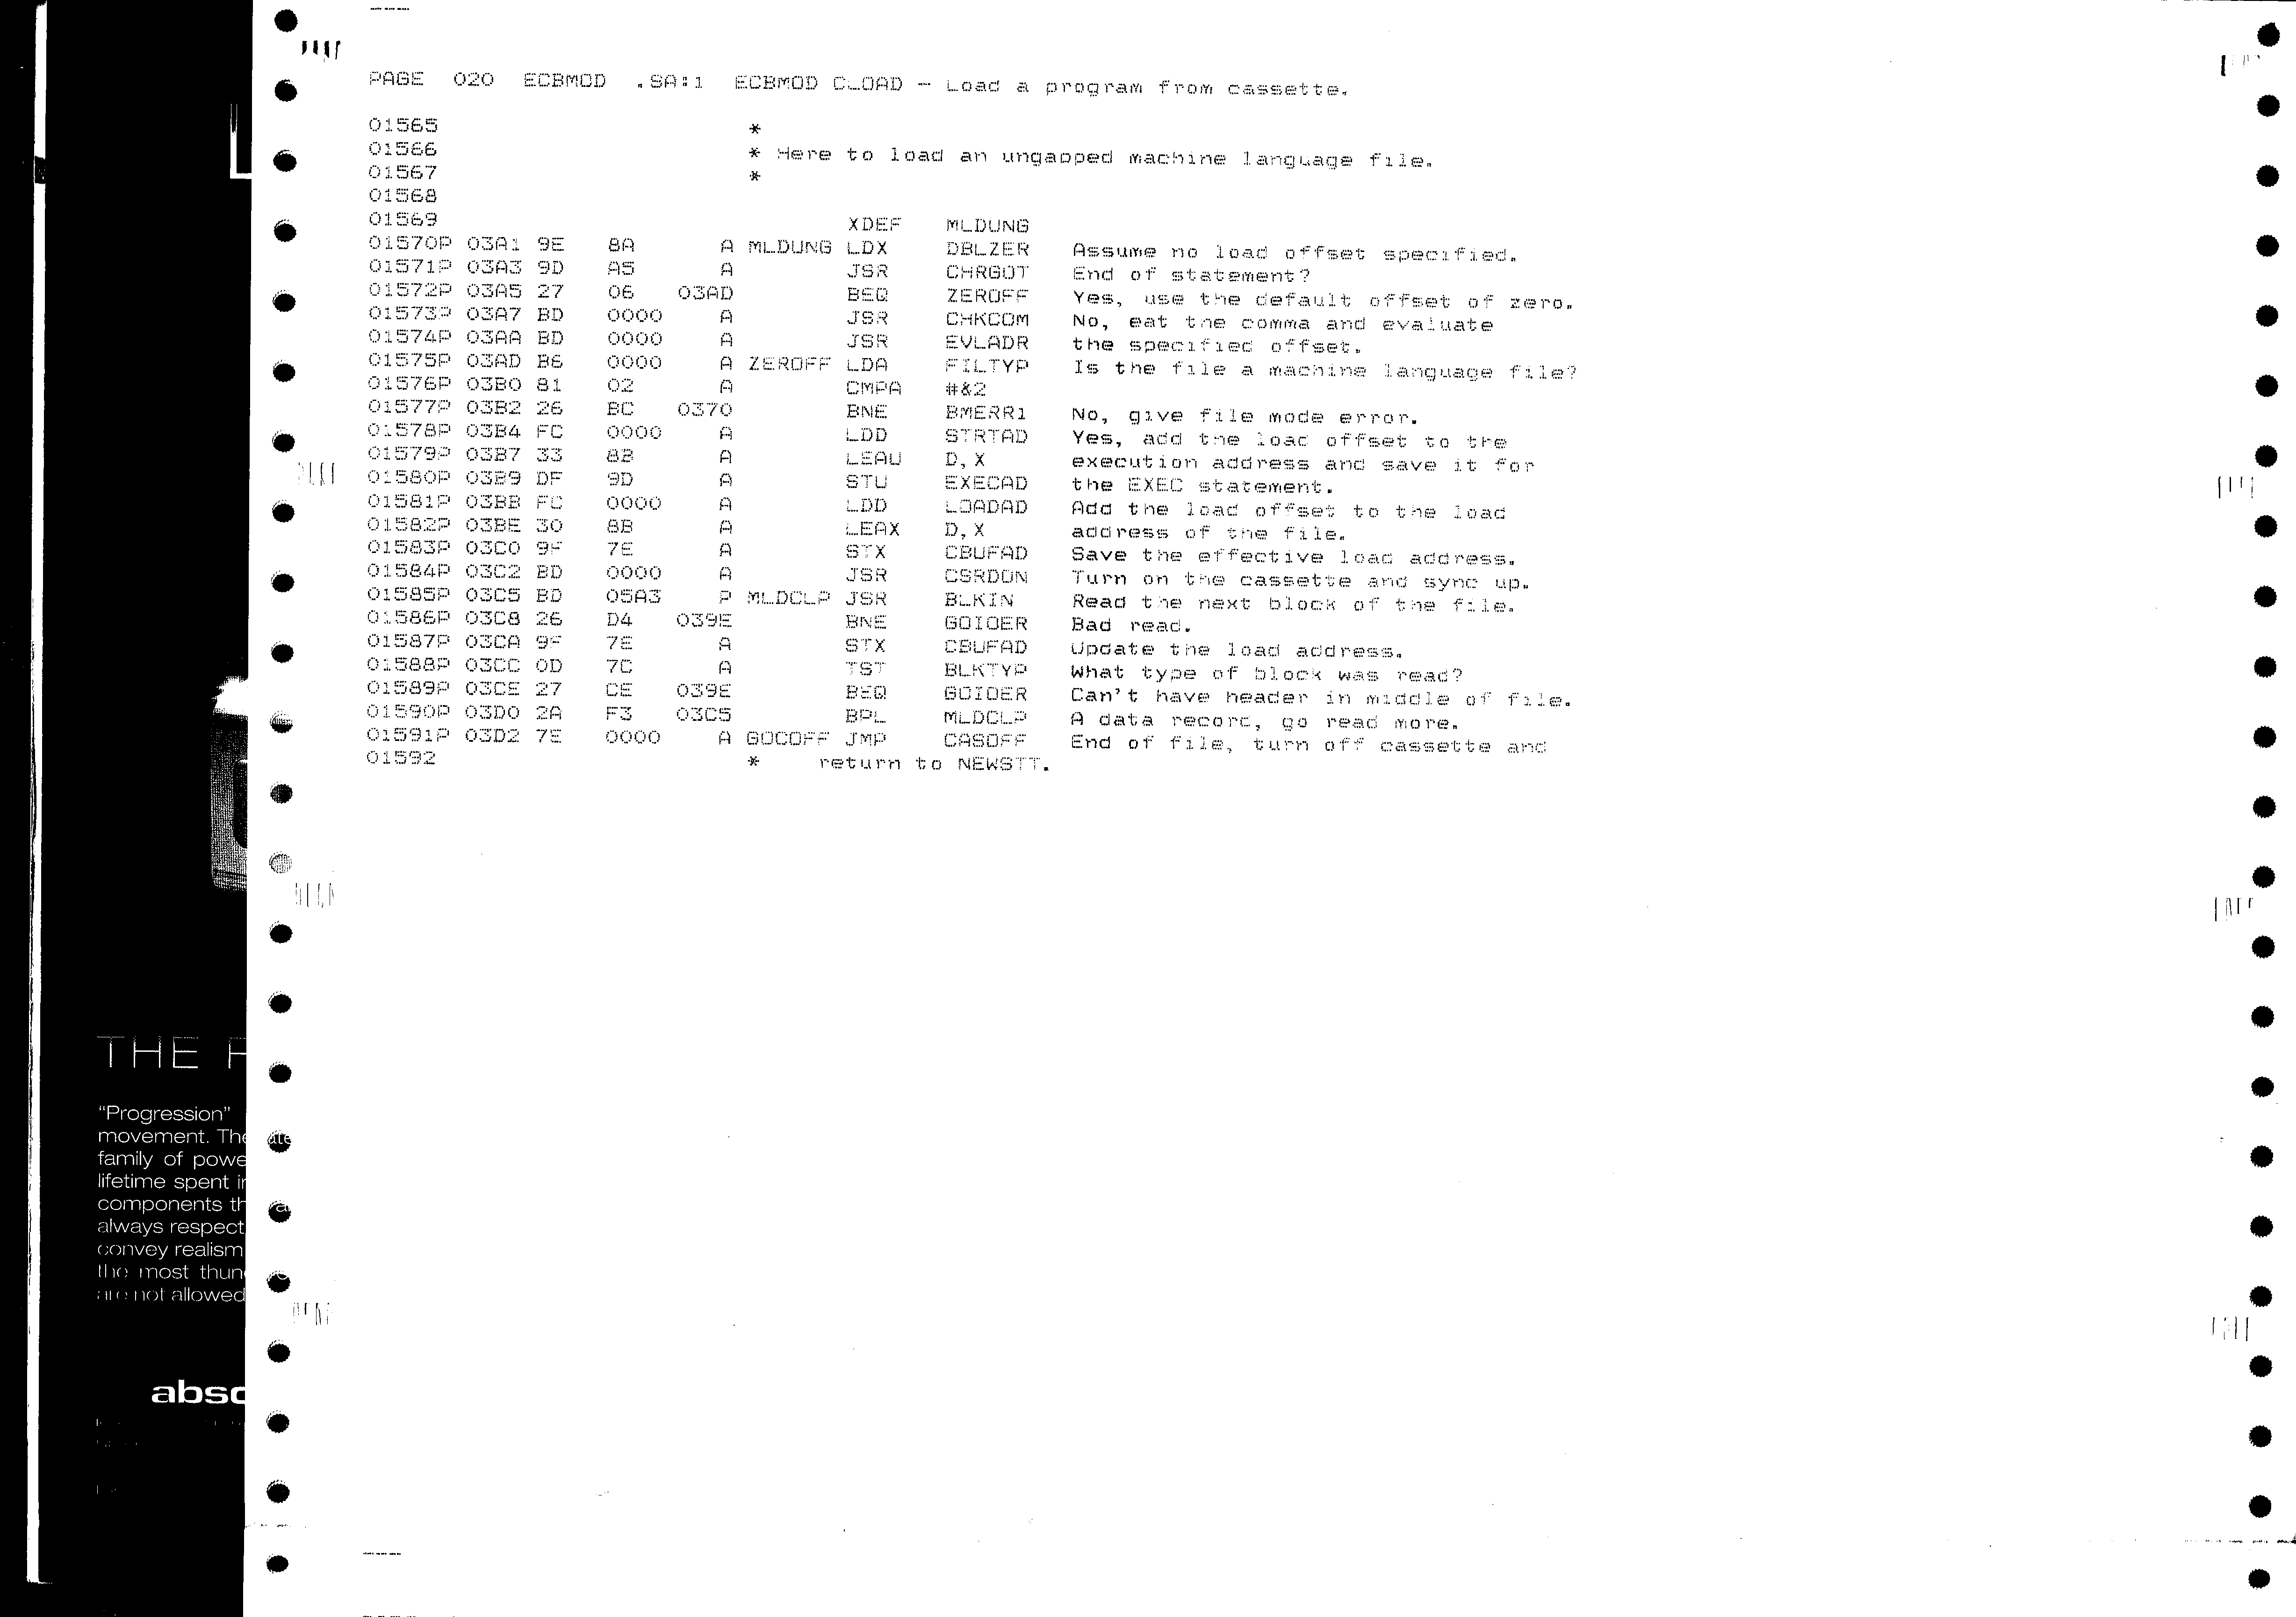 PAGE 020 ECBMOD .SA:1 ECBMOD CLOAD - Load a program from cassette.
01565 *
01566 * Here to load an ungapped machine language file.
01567 *
01568
01569 XDEF MLDUNG
01570P 03A1 9E 8A A MLDUNG LDX DBLZER Assume no load offset specified.
01571P 03A3 9D A5 A JSR CHRGOT End of statement?
01572P 03A5 27 06 03AD BEQ ZEROFF Yes, use the default offset of zero.
01573P 03A7 BD 0000 A JSR CHKCOM No, eat the comma and evaluate
01574P 03AA BD 0000 A JSR EVLADR the specified offset.
01575P 03AD B6 0000 A ZEROFF LDA FILTYP Is the file a machine language file?
01576P 03B0 81 02 A CMPA #&2
01577P 03B2 26 BC 0370 BNE BMERR1 No, give file mode error.
01578P 03B4 FC 0000 A LDD STRTAD Yes, add the load offset to the
01579P 03B7 33 8B A LEAU D,X execution address and save it for
01580P 03B9 DF 9D A STU EXECAD the EXEC statement.
01581P 03BB FC 0000 A LDD LOADAD Add the load offset to the load
01582P 03BE 30 8B A LEAX D,X address of the file.
01583P 03C0 9F 7E A STX CBUFAD Save the effective load address.
01584P 03C2 BD 0000 A JSR CSRDON Turn on the cassette and sync up.
01585P 03C5 BD 05A3 P MLDCLP JSR BLKIN Read the next block of the file.
01586P 03C8 26 D4 039E BNE GOIOER Bad read.
01587P 03CA 9F 7E A STX CBUFAD Update the load address.
01588P 03CC 0D 7C A TST BLKTYP What type of block was read?
01589P 03CE 27 CE 039E BEQ GOIOER Can't have header in middle of file.
01590P 03D0 2A F3 03C5 BPL MLDCLP A data record, go read more.
01591P 03D2 7E 0000 A GOCOFF JMP CASOFF End of file, turn off cassette and
01592 * return to NEWSTT.
THE
"Progression"
movement. The
family of powe
lifetime spent in
components th
always respect
convey realism
the most thun
are not allowed
abso